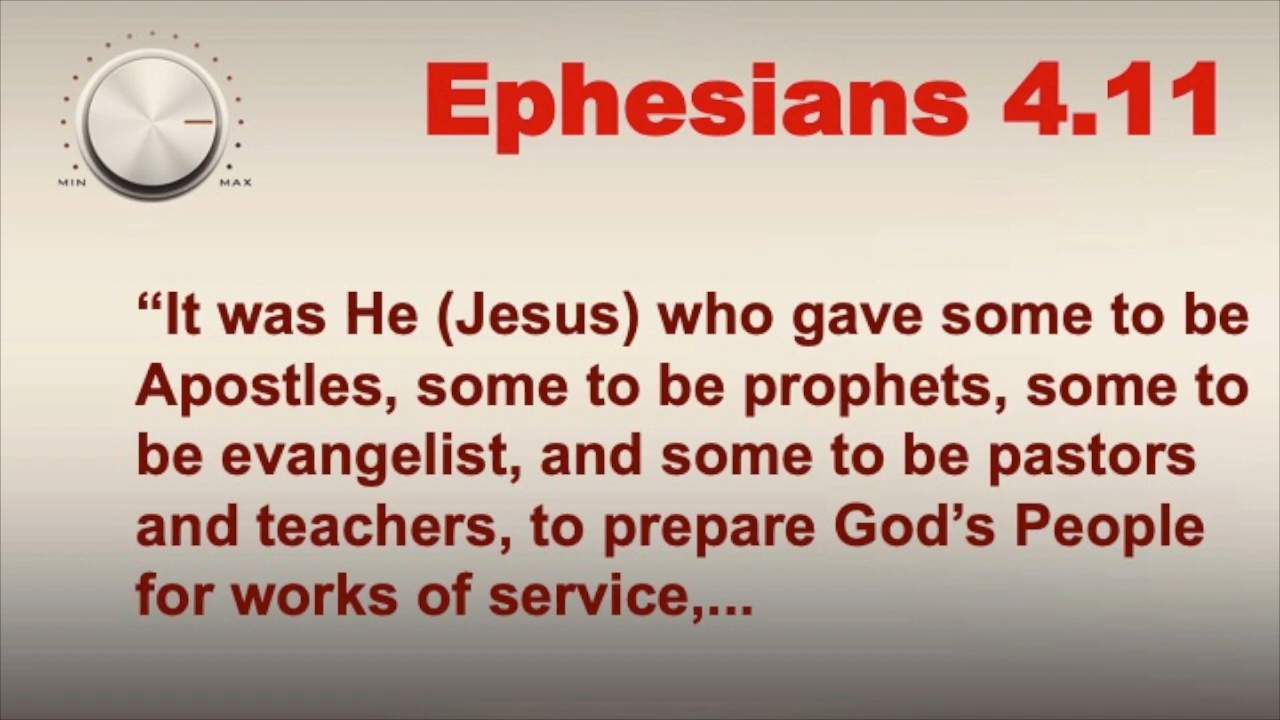 Ephesians 4.11
MIN MAX
“It was He (Jesus) who gave some to be
Apostles, some to be prophets, some to
be evangelist, and some to be pastors
and teachers, to prepare God’s People
for works of service,...